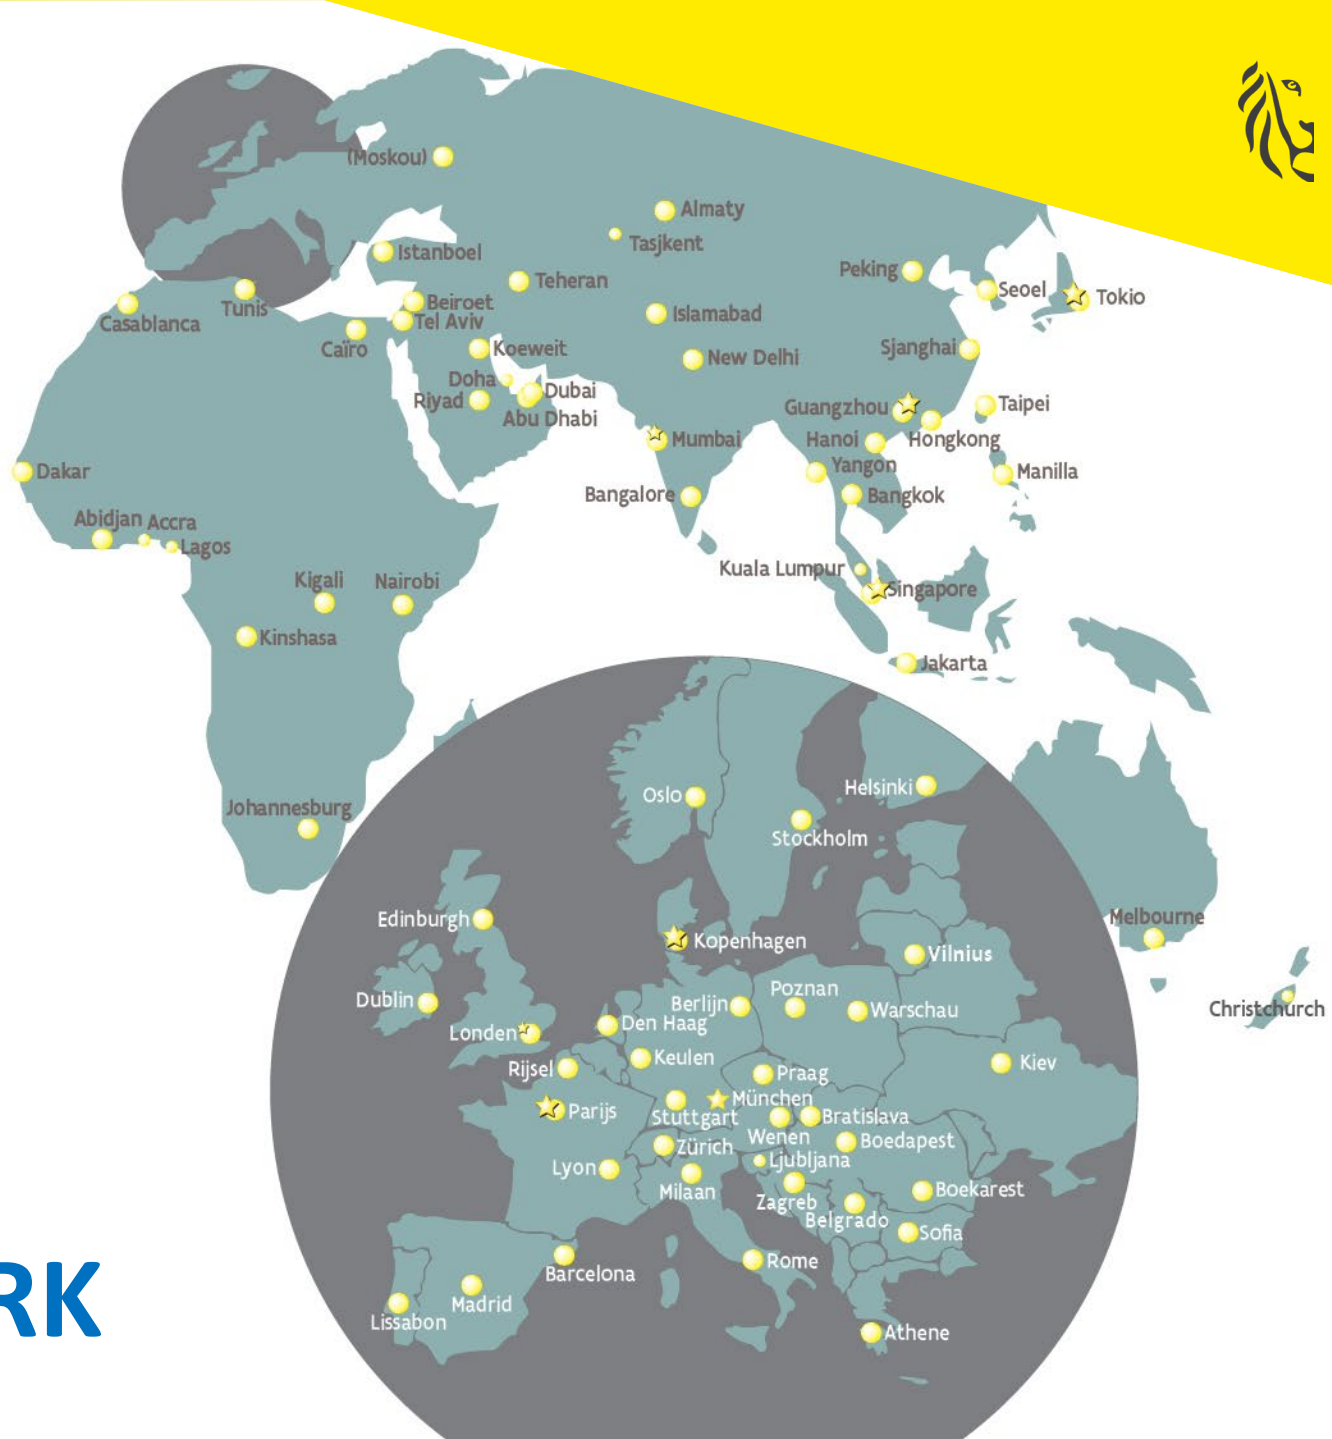 (Moskou)
Almaty
Tasjkent
Istanboel
Teheran
Peking
Seoel
Tokio
Tunis
Casablanca
Beiroet
Tel Aviv
Caïro
Islamabad
Koeweit
New Delhi
Sjanghai
Doha
Dubai
Riyad
Abu Dhabi
Guangzhou
Taipei
Mumbai
Hanoi
Hongkong
Dakar
Yangon
Manilla
Bangalore
Bangkok
Abidjan
Accra
Lagos
Kuala Lumpur
Kigali
Nairobi
Singapore
Kinshasa
Jakarta
Johannesburg
Oslo
Helsinki
Stockholm
Edinburgh
Melbourne
Kopenhagen
Vilnius
Dublin
Berlijn
Poznan
Warschau
Christchurch
Londen
Den Haag
Rijsel
Keulen
Kiev
Praag
Parijs
Stuttgart
München
Bratislava
Wenen
Boedapest
Zürich
Lyon
Ljubljana
Milaan
Zagreb
Boekarest
Belgrado
Sofia
Barcelona
Rome
Madrid
Lissabon
Athene
RK